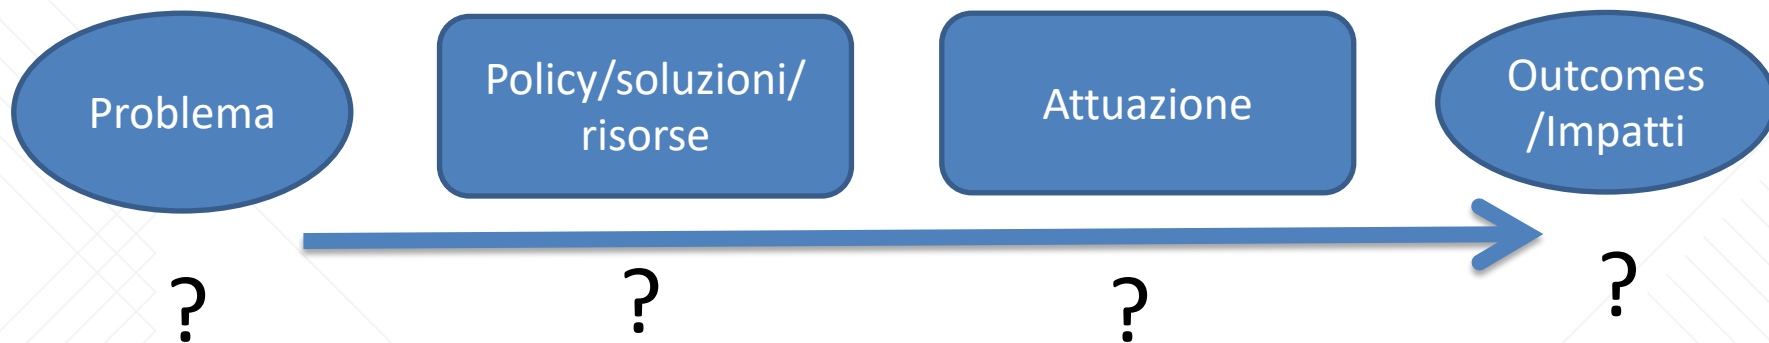 Problema
Policy/soluzioni/
risorse
Attuazione
Outcomes
/Impatti
?
?
?
?